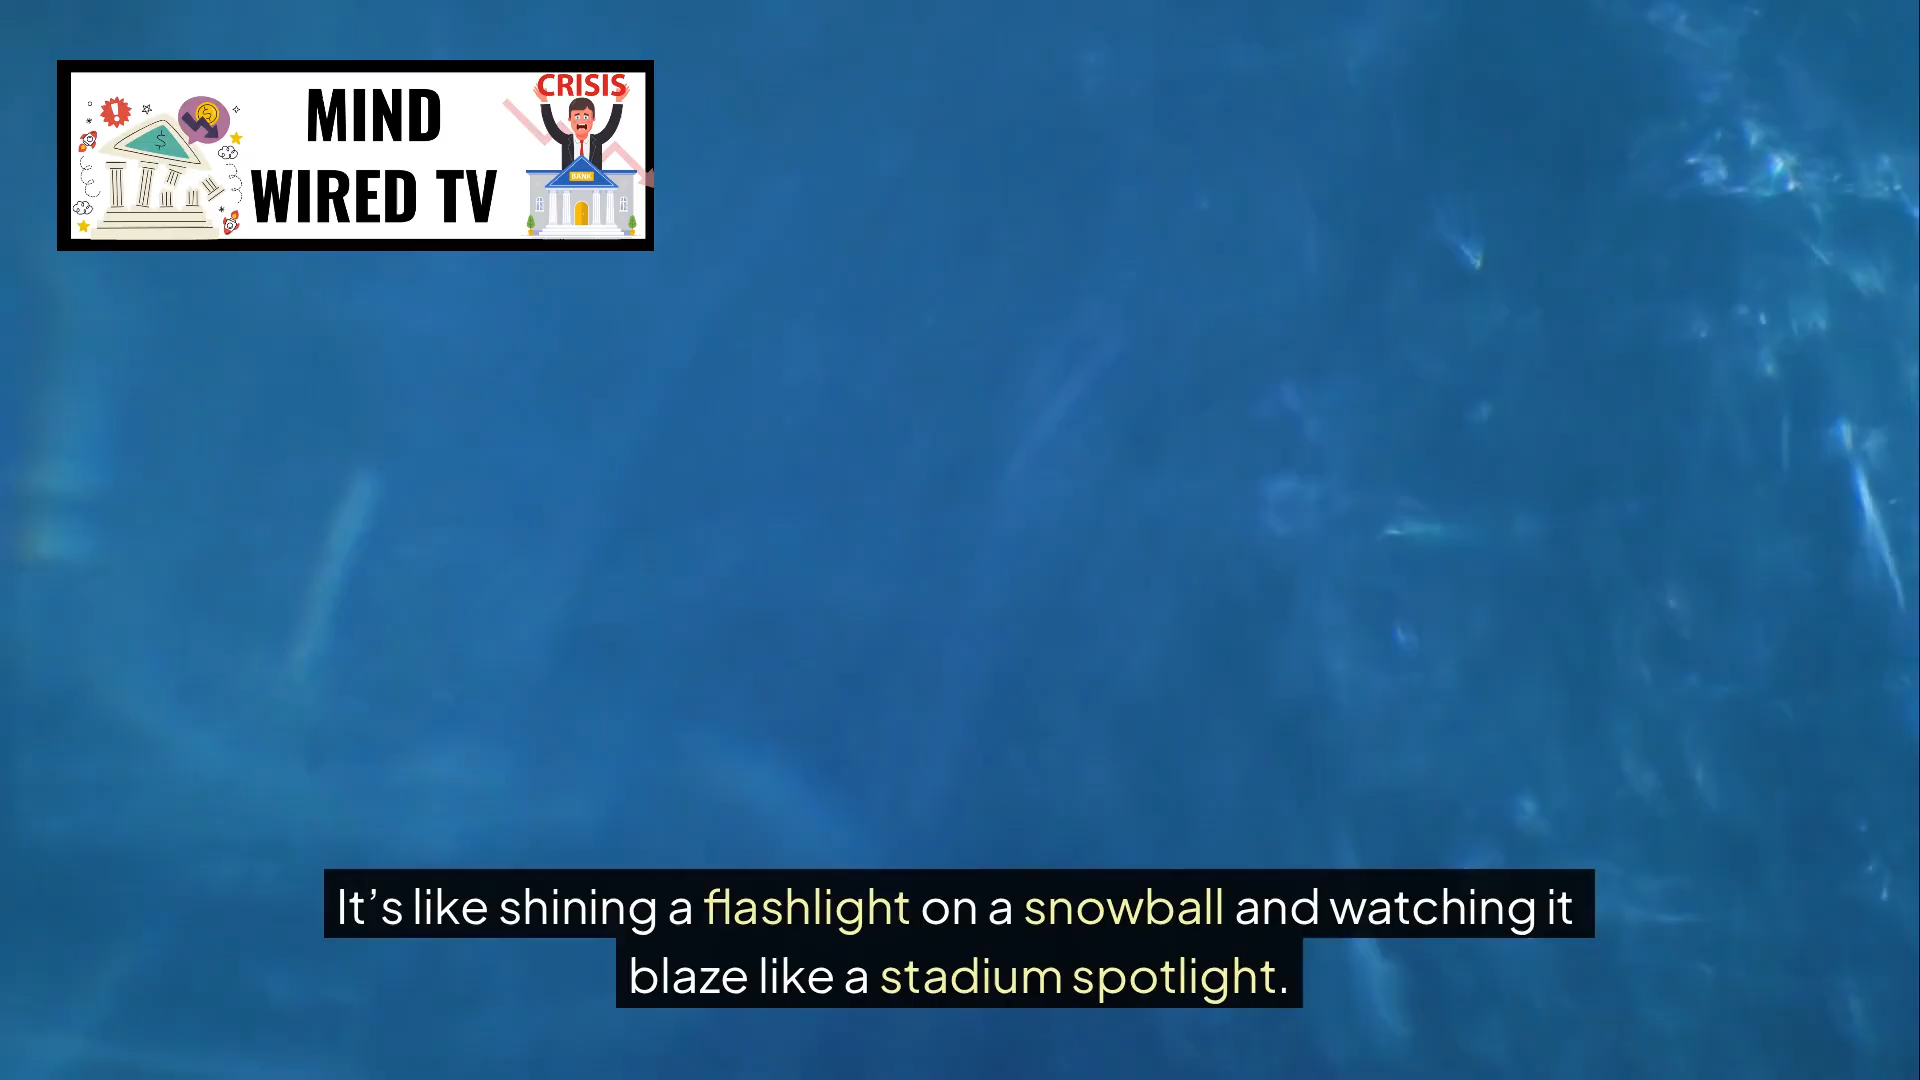 CRISIS
MIND
WIRED TV
BANK
It’s like shining a flashlight on a snowball and watching it
blaze like a stadium spotlight.